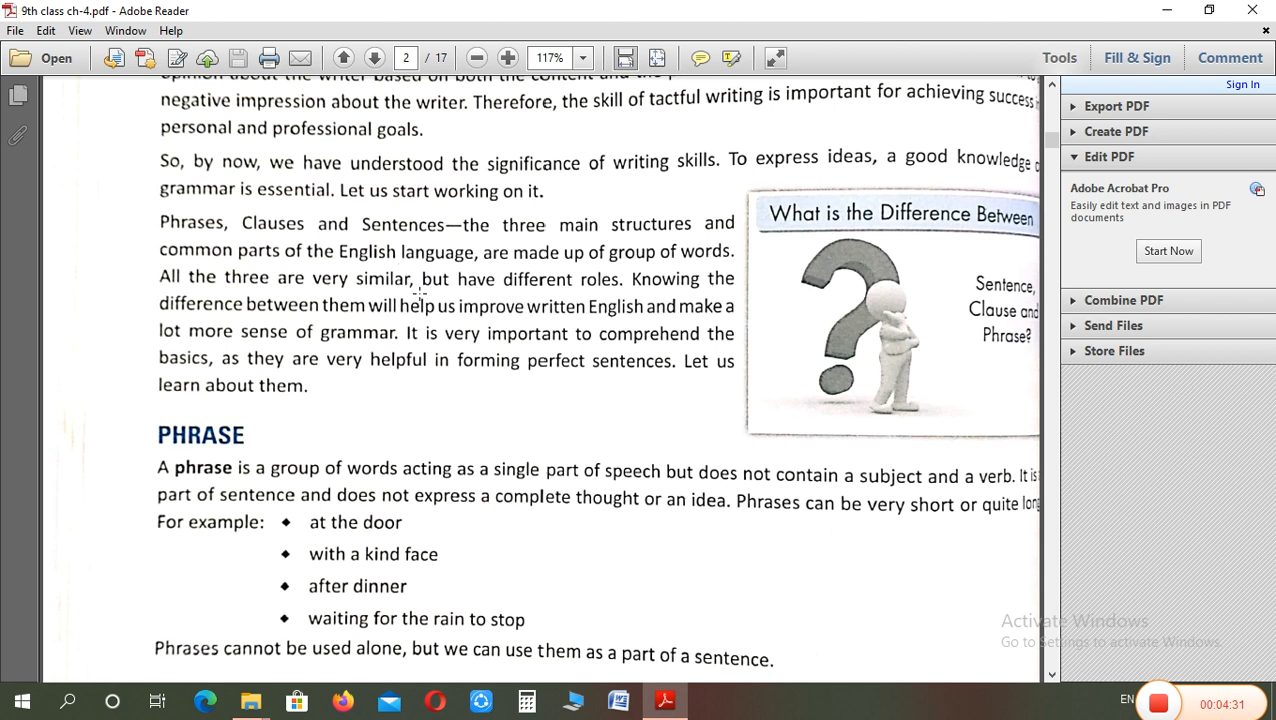 9th class ch-4.pdf - Adobe Reader
File Edit View Window Help
Open 2 / 17 117% Tools Fill & Sign Comment
Sign In
Export PDF
Create PDF
Edit PDF
Adobe Acrobat Pro
Easily edit text and images in PDF
documents
Start Now
Combine PDF
Send Files
Store Files
Opinion about the writer based on both the content and the
negative impression about the writer. Therefore, the skill of tactful writing is important for achieving success
personal and professional goals.
So, by now, we have understood the significance of writing skills. To express ideas, a good knowledge
grammar is essential. Let us start working on it.
Phrases, Clauses and Sentences—the three main structures and
common parts of the English language, are made up of group of words.
All the three are very similar, but have different roles. Knowing the
difference between them will help us improve written English and make a
lot more sense of grammar. It is very important to comprehend the
basics, as they are very helpful in forming perfect sentences. Let us
learn about them.
What is the Difference Between
Sentence,
Clause and
Phrase?
PHRASE
A phrase is a group of words acting as a single part of speech but does not contain a subject and a verb. It is
part of sentence and does not express a complete thought or an idea. Phrases can be very short or quite long
For example: ◆ at the door
◆ with a kind face
◆ after dinner
◆ waiting for the rain to stop
Phrases cannot be used alone, but we can use them as a part of a sentence.
Activate Windows
Go to Settings to activate Windows.
EN
00:04:31